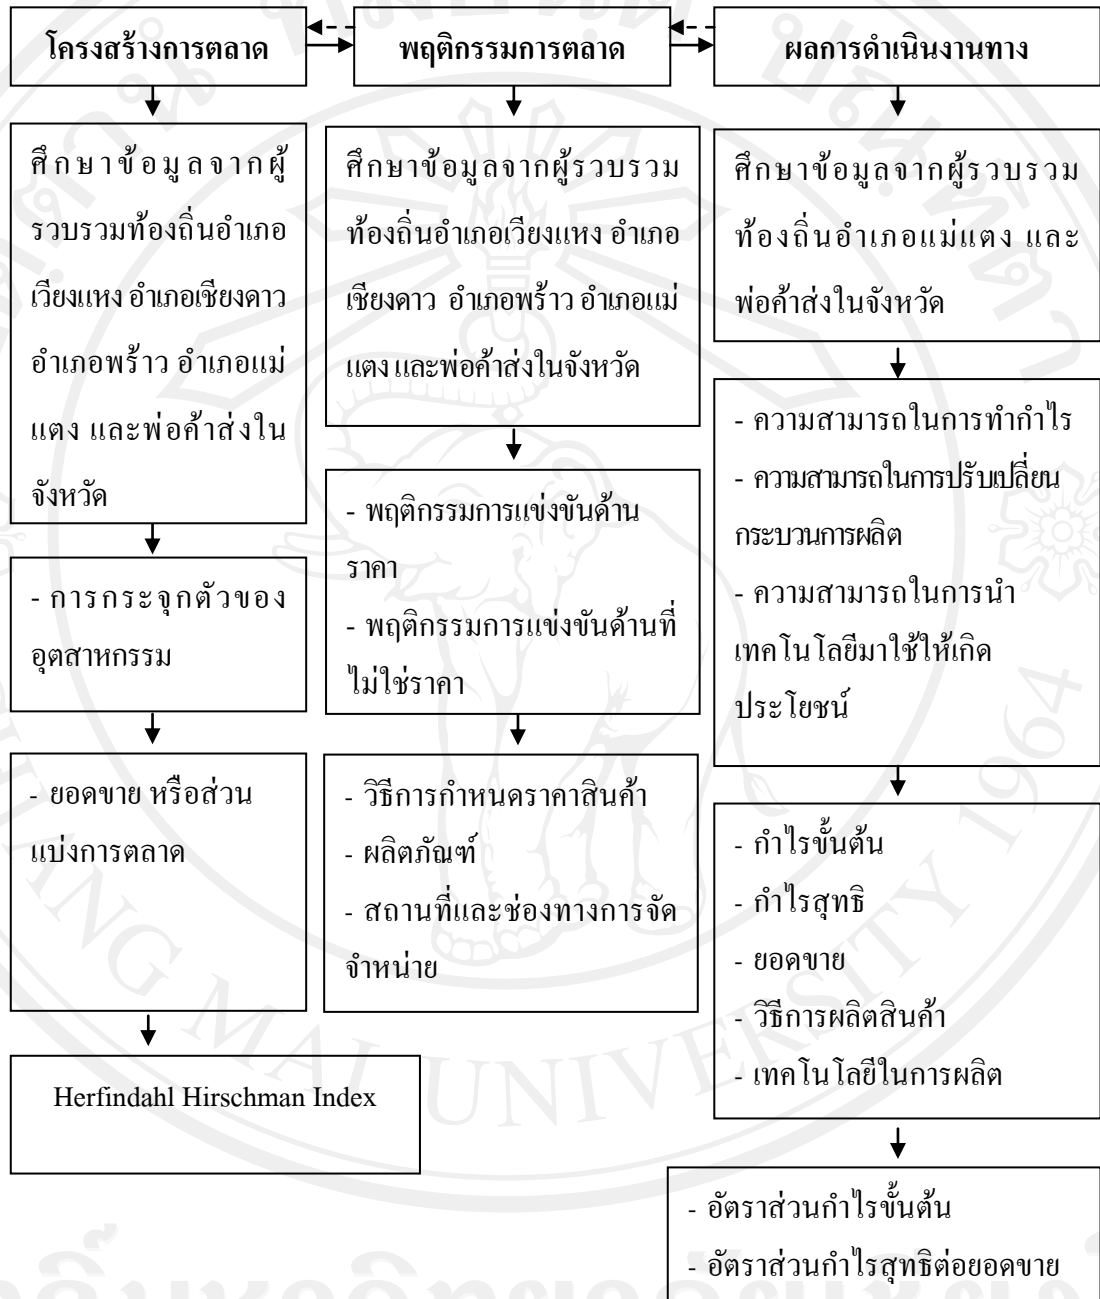 โครงสร้างการตลาด
พฤติกรรมการตลาด
ผลการดำเนินงานทาง
ศึกษาข้อมูลจากผู้
รวบรวมท้องถิ่นอำเภอ
เวียงแหง อำเภอเชียงดาว
อำเภอพร้าว อำเภอแม่
แตง และพ่อค้าส่งใน
จังหวัด
- การกระจุกตัวของ
อุตสาหกรรม
- ยอดขาย หรือส่วน
แบ่งการตลาด
Herfindahl Hirschman Index
ศึกษาข้อมูลจากผู้รวบรวม
ท้องถิ่นอำเภอเวียงแหง อำเภอ
เชียงดาว อำเภอพร้าว อำเภอแม่
แตง และพ่อค้าส่งในจังหวัด
- พฤติกรรมการแข่งขันด้าน
ราคา
- พฤติกรรมการแข่งขันด้านที่
ไม่ใช่ราคา
- วิธีการกำหนดราคาสินค้า
- ผลิตภัณฑ์
- สถานที่และช่องทางการจัด
จำหน่าย
ศึกษาข้อมูลจากผู้รวบรวม
ท้องถิ่นอำเภอแม่แตง และ
พ่อค้าส่งในจังหวัด
- ความสามารถในการทำกำไร
- ความสามารถในการปรับเปลี่ยน
กระบวนการผลิต
- ความสามารถในการนำ
เทคโนโลยีมาใช้ให้เกิด
ประโยชน์
- กำไรขั้นต้น
- กำไรสุทธิ
- ยอดขาย
- วิธีการผลิตสินค้า
- เทคโนโลยีในการผลิต
- อัตราส่วนกำไรขั้นต้น
- อัตราส่วนกำไรสุทธิต่อยอดขาย
ANG MAI UNIVERSITY 1964